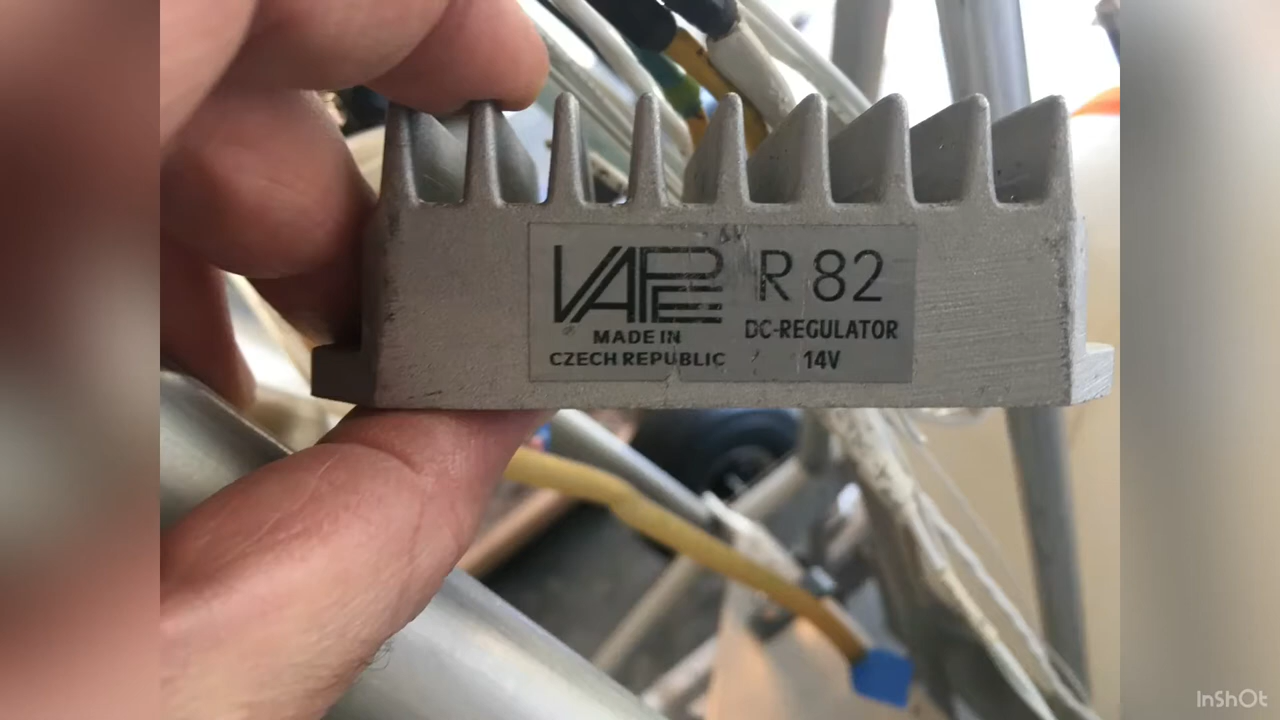 VAPE R 82
MADE IN DC-REGULATOR
CZECH REPUBLIC 14V
InShOt